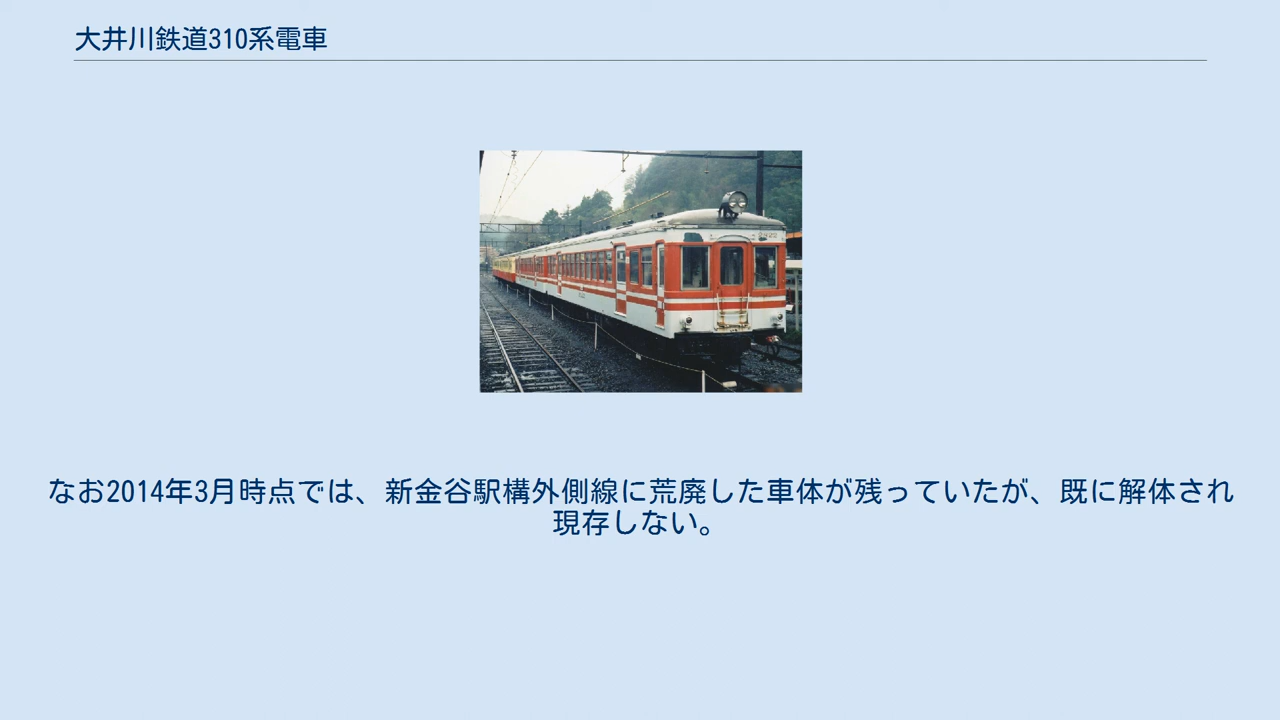 大井川鉄道310系電車
なお2014年3月時点では、新金谷駅構外側線に荒廃した車体が残っていたが、既に解体され
現存しない。